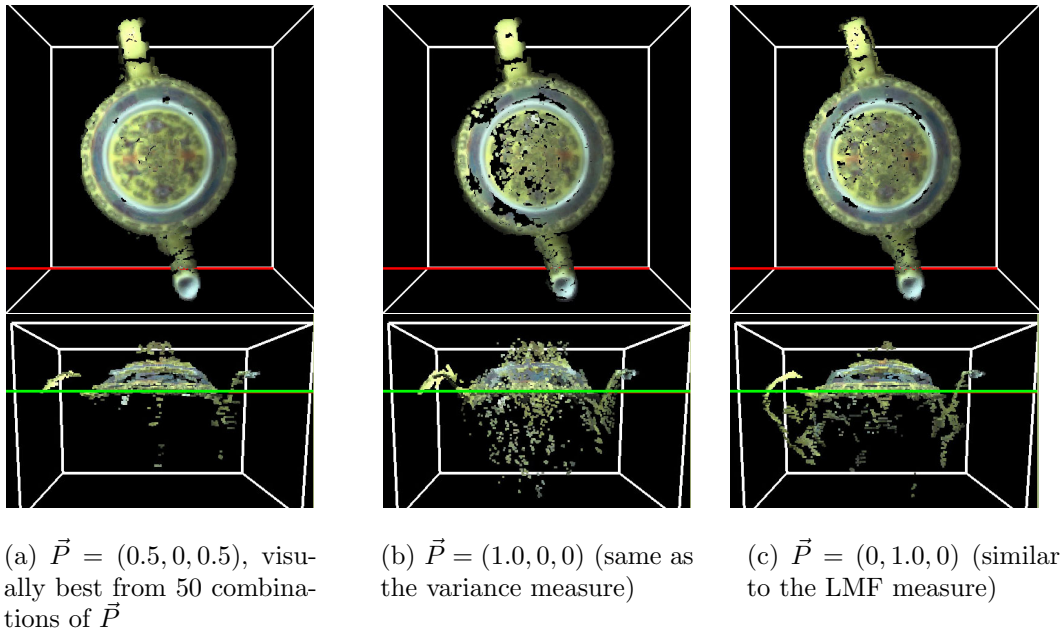 (a) $\vec{P}$ = (0.5, 0, 0.5), visu-
ally best from 50 combina-
tions of $\vec{P}$
(b) $\vec{P}$ = (1.0, 0, 0) (same as
the variance measure)
(c) $\vec{P}$ = (0, 1.0, 0) (similar
to the LMF measure)